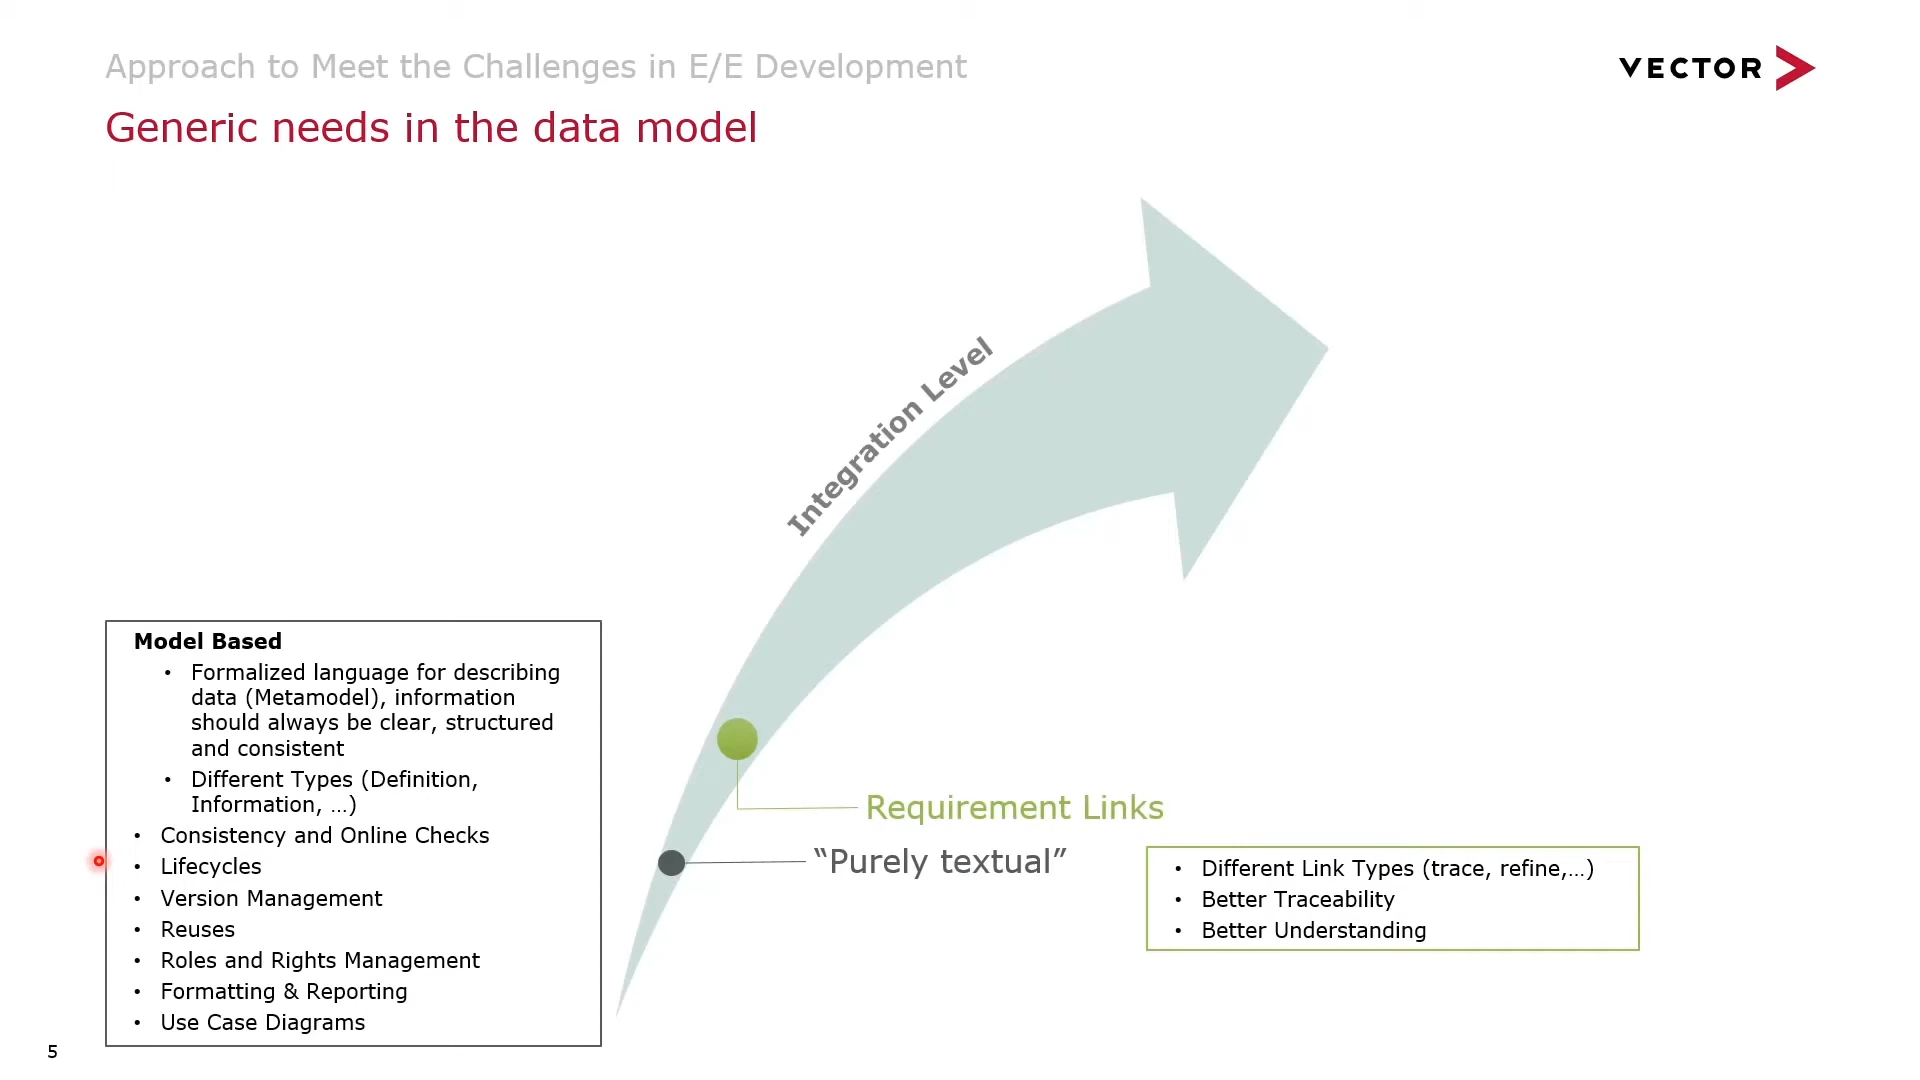 Approach to Meet the Challenges in E/E Development
VECTOR
Generic needs in the data model
Integration Level
Model Based
• Formalized language for describing
data (Metamodel), information
should always be clear, structured
and consistent
• Different Types (Definition,
Information, …)
• Consistency and Online Checks
• Lifecycles
• Version Management
• Reuses
• Roles and Rights Management
• Formatting & Reporting
• Use Case Diagrams
Requirement Links
“Purely textual”
• Different Link Types (trace, refine,…)
• Better Traceability
• Better Understanding
5